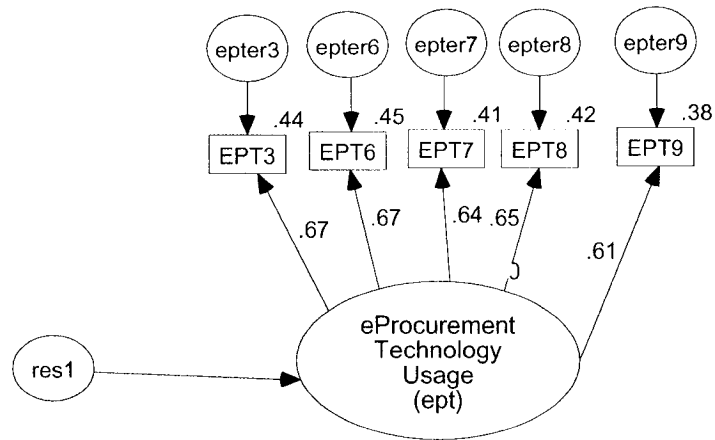 epter3 epter6 epter7 epter8 epter9
.44 .45 .41 .42 .38
EPT3 EPT6 EPT7 EPT8 EPT9
.67 .67 .64 .65 .61
eProcurement
Technology
Usage
(ept)
res1